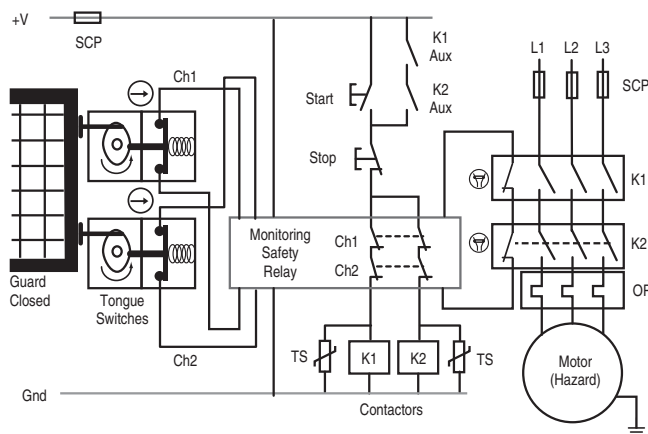 +V
SCP
K1
Aux
L1 L2 L3
Ch1
Start
K2
Aux
SCP
Stop
K1
Monitoring
Safety
Relay
Ch1
Ch2
K2
Guard
Closed
Tongue
Switches
Ch2
TS
K1
K2
TS
Motor
(Hazard)
Gnd
Contactors